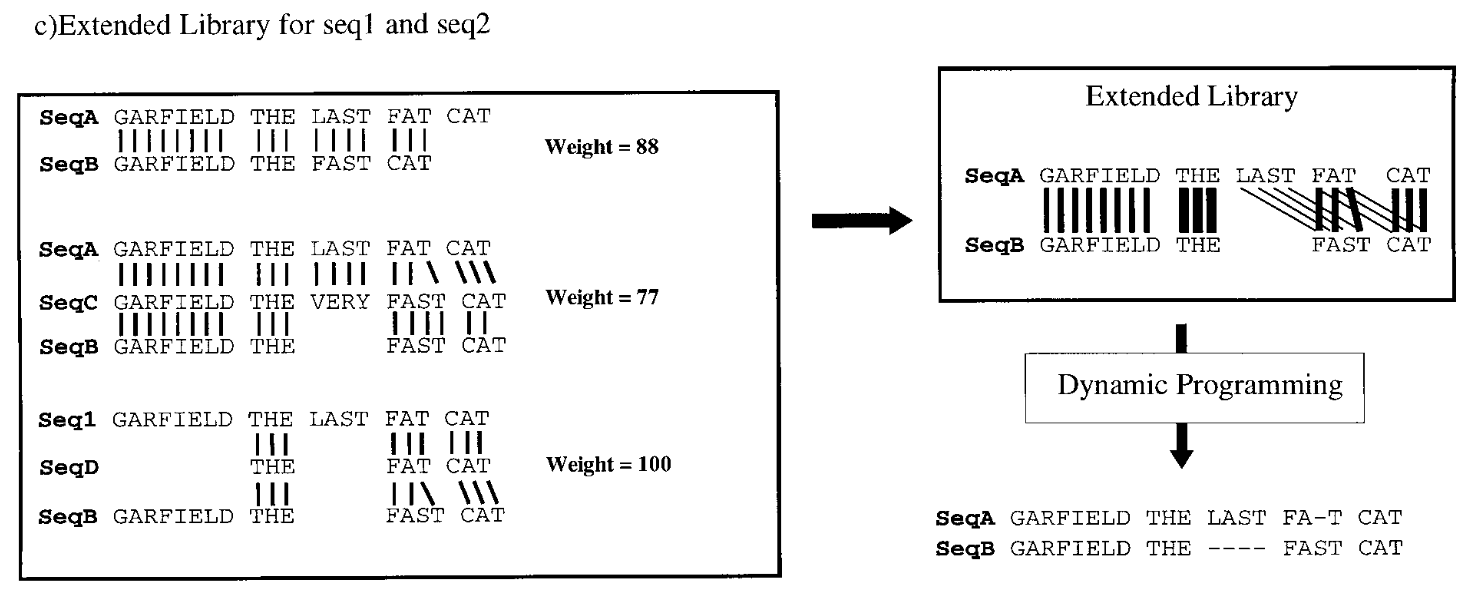 c)Extended Library for seq1 and seq2
SeqA GARFIELD THE LAST FAT CAT
Weight = 88
SeqB GARFIELD THE FAST CAT
SeqA GARFIELD THE LAST FAT CAT
SeqC GARFIELD THE VERY FAST CAT
Weight = 77
SeqB GARFIELD THE FAST CAT
Seq1 GARFIELD THE LAST FAT CAT
SeqD THE FAT CAT
Weight = 100
SeqB GARFIELD THE FAST CAT
Extended Library
SeqA GARFIELD THE LAST FAT CAT
SeqB GARFIELD THE FAST CAT
Dynamic Programming
SeqA GARFIELD THE LAST FA-T CAT
SeqB GARFIELD THE ---- FAST CAT